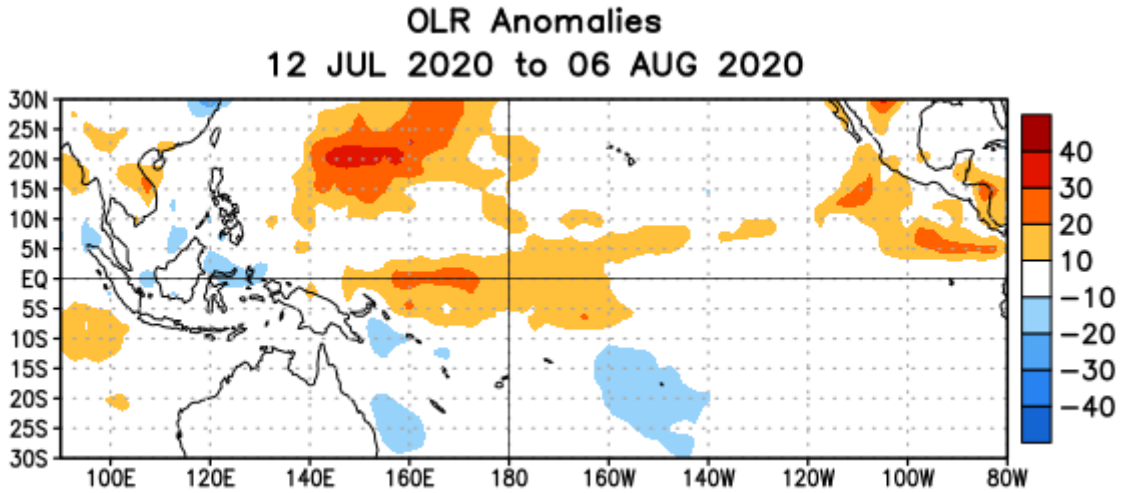 OLR Anomalies
12 JUL 2020 to 06 AUG 2020
30N
25N
20N
15N
10N
5N
EQ
5S
10S
15S
20S
25S
30S
100E 120E 140E 160E 180 160W 140W 120W 100W 80W
40
30
20
10
−10
−20
−30
−40